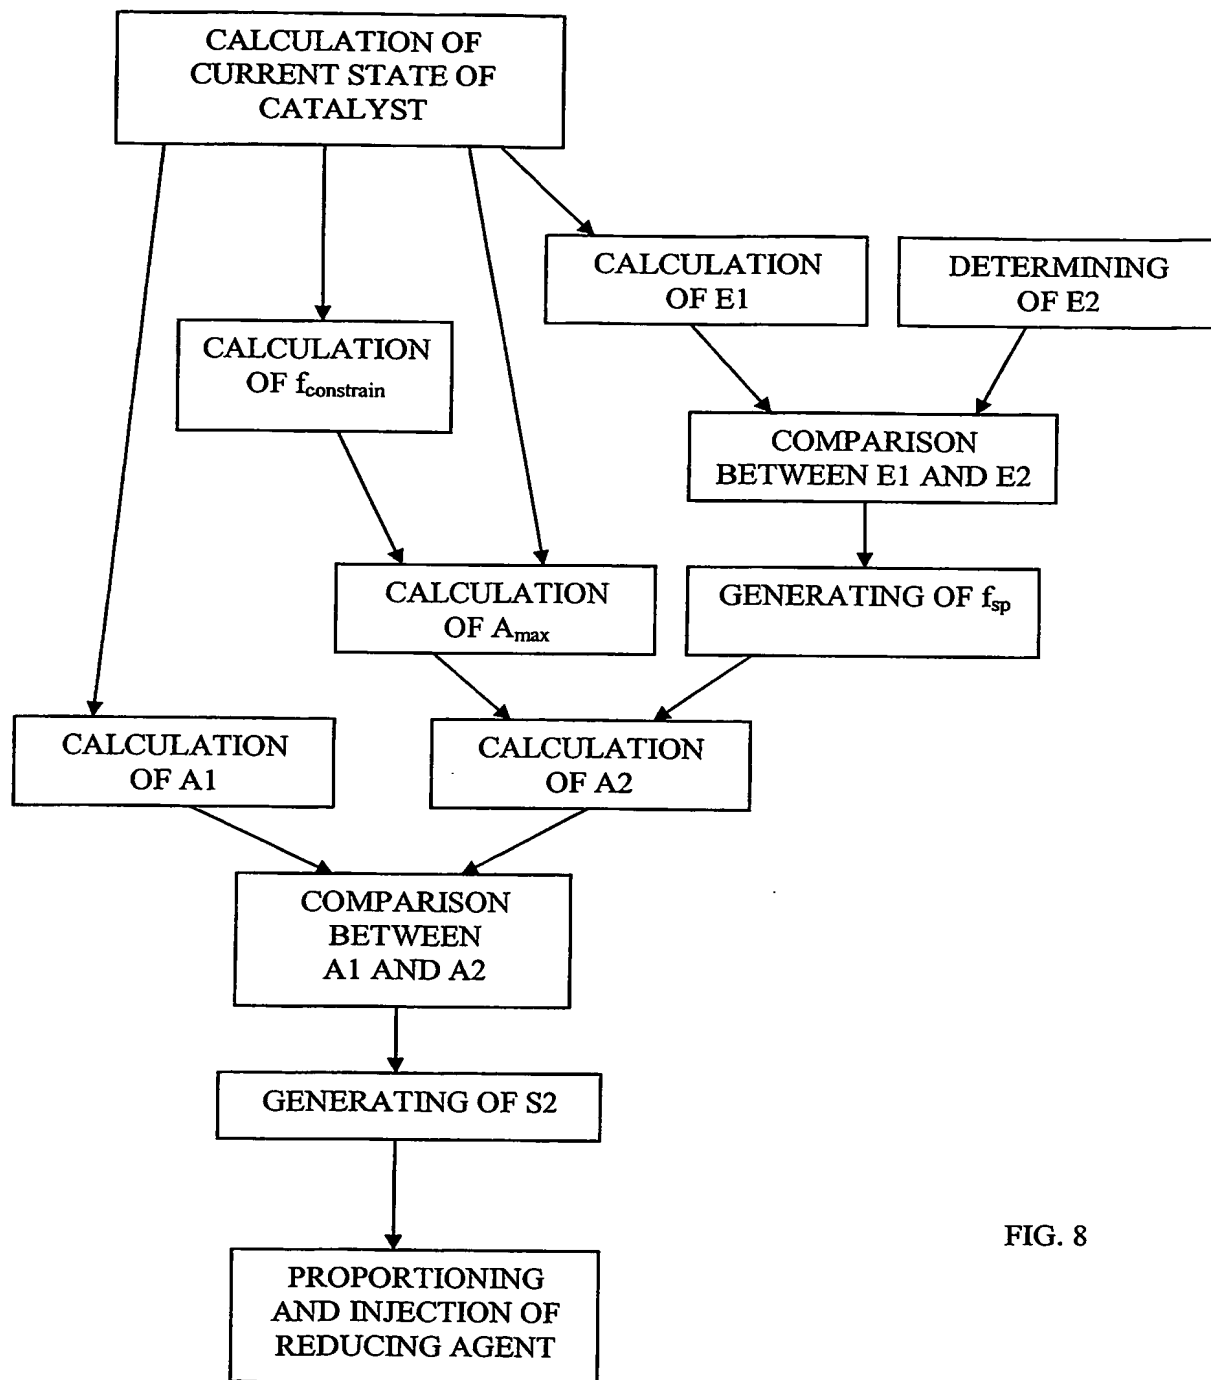 CALCULATION OF
CURRENT STATE OF
CATALYST
CALCULATION
OF E1
DETERMINING
OF E2
CALCULATION
OF fconstrain
COMPARISON
BETWEEN E1 AND E2
CALCULATION
OF Amax
GENERATING OF fsp
CALCULATION
OF A1
CALCULATION
OF A2
COMPARISON
BETWEEN
A1 AND A2
GENERATING OF S2
PROPORTIONING
AND INJECTION OF
REDUCING AGENT
FIG. 8